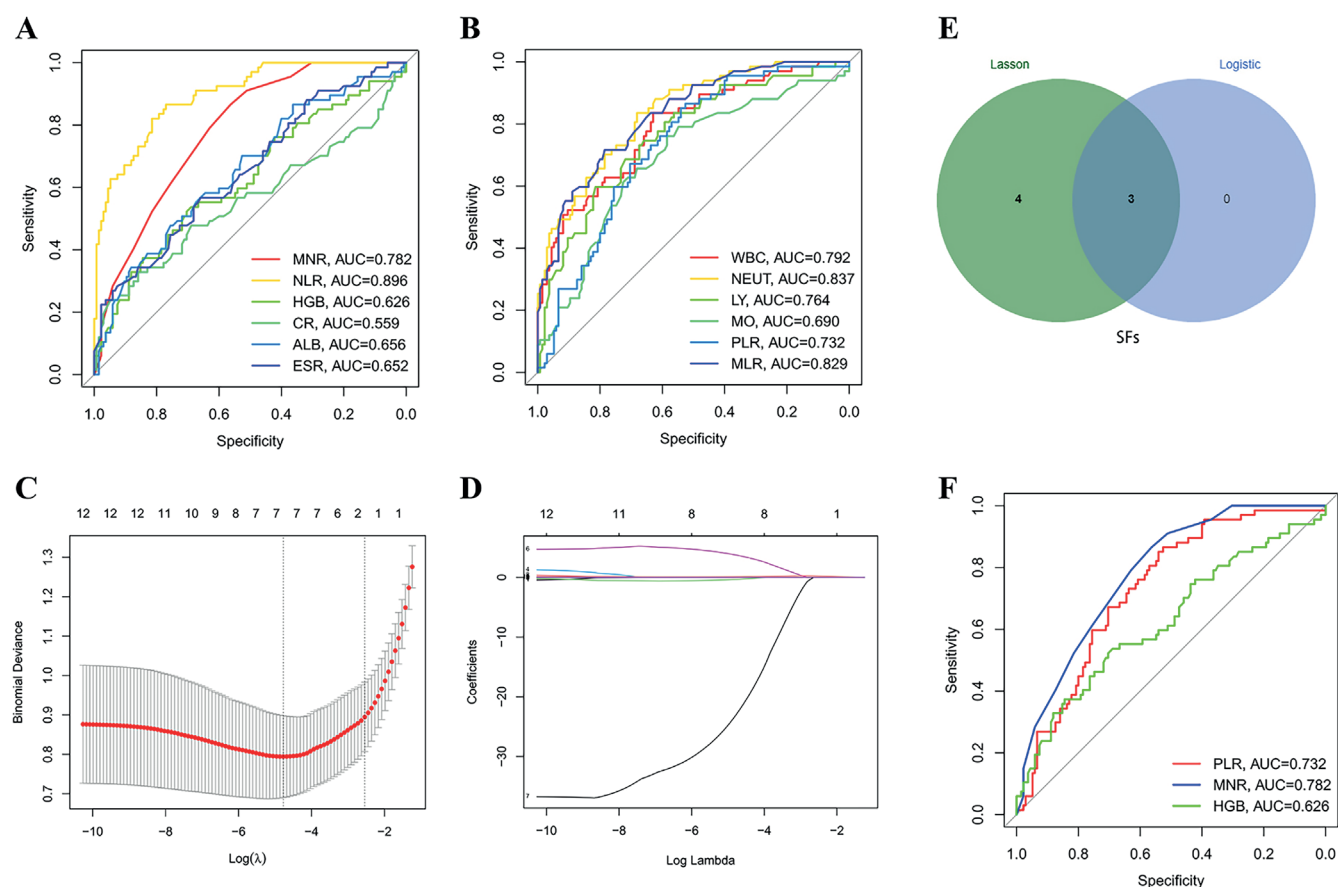 A
1.0
0.8
0.6
0.4
0.2
0.0
Sensitivity
MNR, AUC=0.782
NLR, AUC=0.896
HGB, AUC=0.626
CR, AUC=0.559
ALB, AUC=0.656
ESR, AUC=0.652
1.0 0.8 0.6 0.4 0.2 0.0
Specificity
B
1.0
0.8
0.6
0.4
0.2
0.0
Sensitivity
WBC, AUC=0.792
NEUT, AUC=0.837
LY, AUC=0.764
MO, AUC=0.690
PLR, AUC=0.732
MLR, AUC=0.829
1.0 0.8 0.6 0.4 0.2 0.0
Specificity
E
Lasson Logistic
4 3 0
SFs
C
12 12 12 11 10 9 8 7 7 7 6 2 1 1
1.3
1.2
1.1
1.0
0.9
0.8
0.7
Binomial Deviance
−10 −8 −6 −4 −2
Log(λ)
D
12 11 8 8 1
0
−10
−20
−30
Coefficients
6
4
7
−10 −8 −6 −4 −2
Log Lambda
F
1.0
0.8
0.6
0.4
0.2
0.0
Sensitivity
PLR, AUC=0.732
MNR, AUC=0.782
HGB, AUC=0.626
1.0 0.8 0.6 0.4 0.2 0.0
Specificity